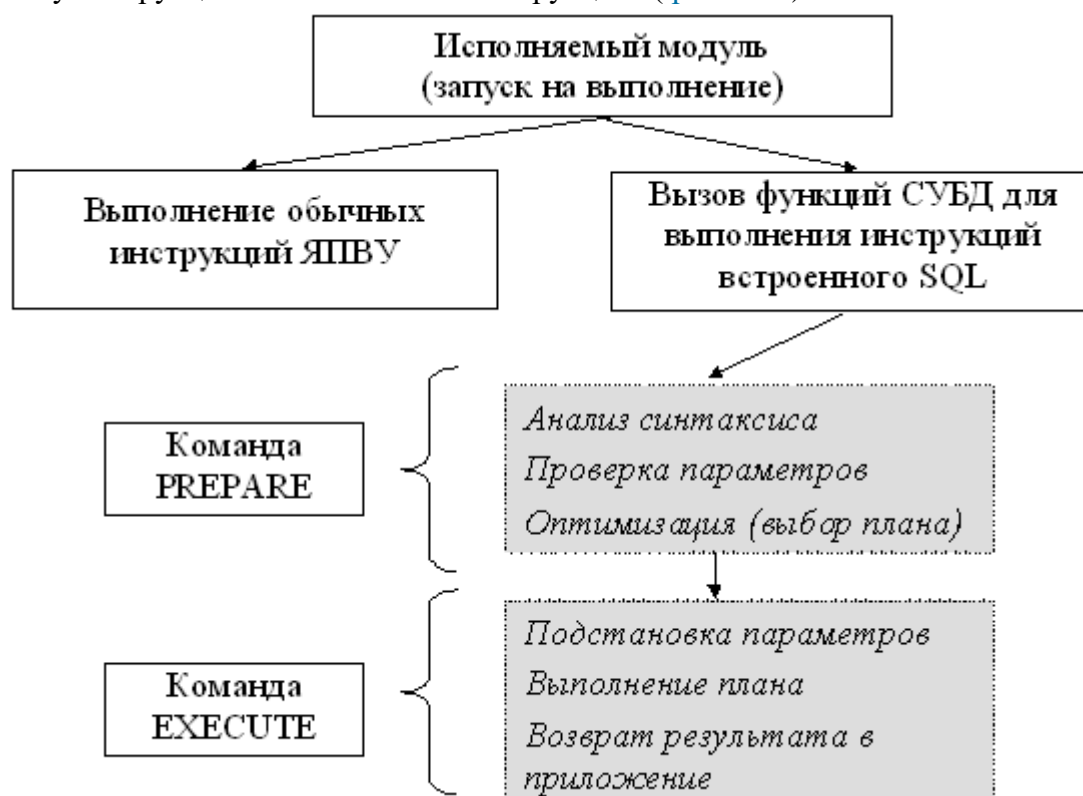 Исполняемый модуль
(запуск на выполнение)
Выполнение обычных
инструкций ЯПВУ
Вызов функций СУБД для
выполнения инструкций
встроенного SQL
Команда
PREPARE
Анализ синтаксиса
Проверка параметров
Оптимизация (выбор плана)
Команда
EXECUTE
Подстановка параметров
Выполнение плана
Возврат результата в
приложение